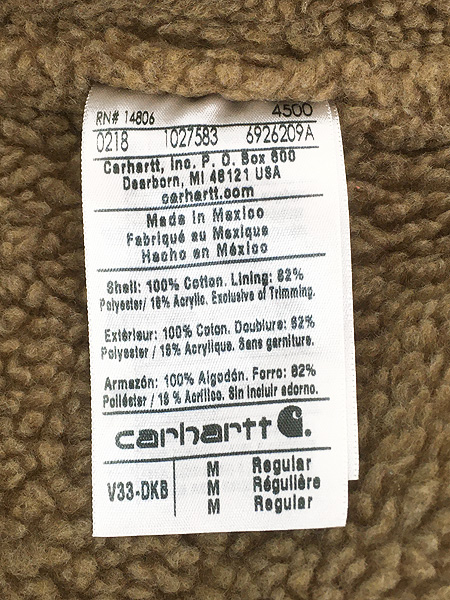 RN# 14806 4500
0218 1027583 6926209A
Carhartt, Inc. P. O. Box 600
Dearborn, MI 48121 USA
carhartt.com
Made in Mexico
Fabriqué au Mexique
Hecho en México
Shell: 100% Cotton. Lining: 82%
Polyester/ 18% Acrylic. Exclusive of Trimming.
Extérieur: 100% Coton. Doublure: 82%
Polyester / 18% Acrylique. Sans garniture.
Armazón: 100% Algodón. Forro: 82%
Poliéster / 18 % Acrílico. Sin incluir adorno.
carhartt
V33-DKB M Regular
M Régulière
M Regular